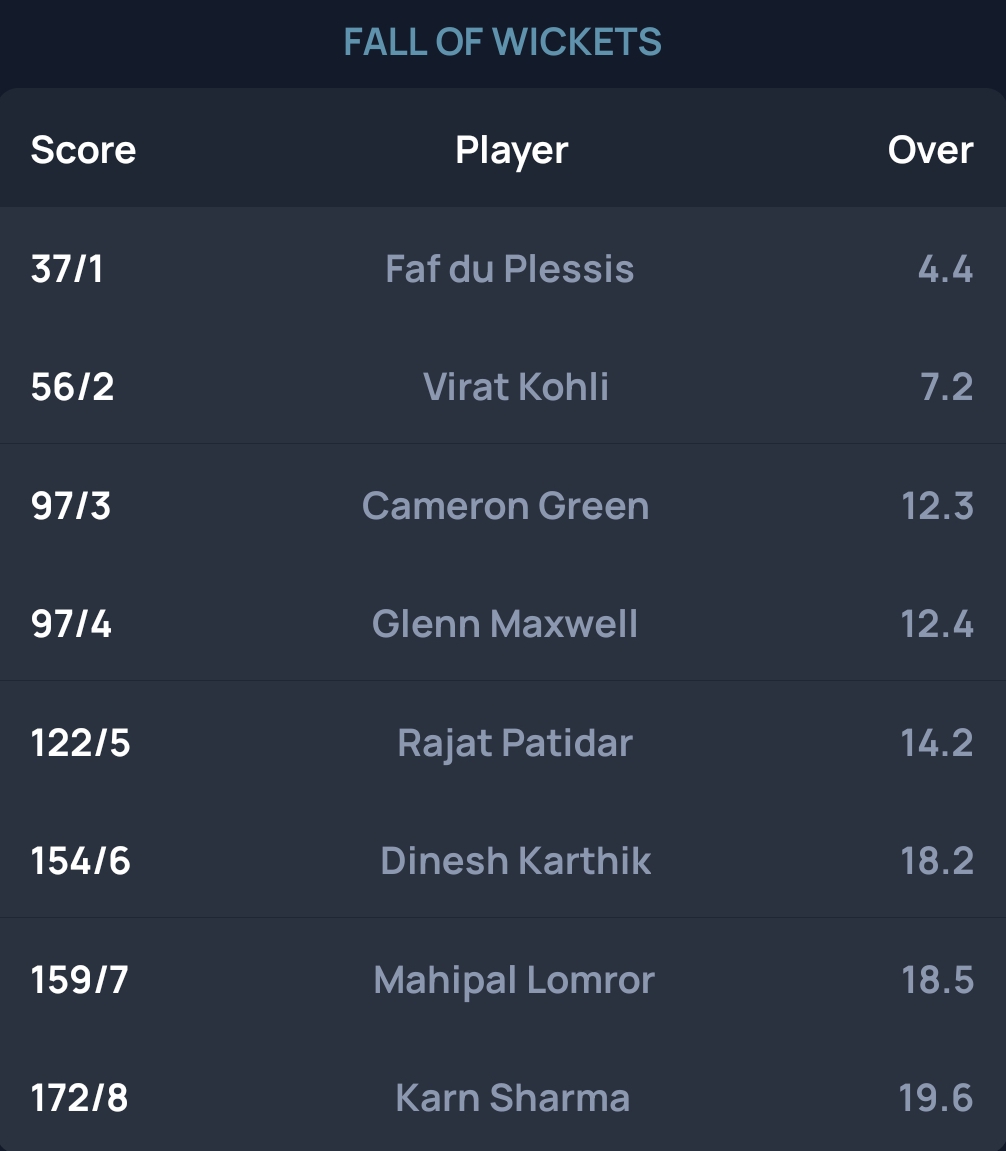 FALL OF WICKETS
Score Player Over
37/1 Faf du Plessis 4.4
56/2 Virat Kohli 7.2
97/3 Cameron Green 12.3
97/4 Glenn Maxwell 12.4
122/5 Rajat Patidar 14.2
154/6 Dinesh Karthik 18.2
159/7 Mahipal Lomror 18.5
172/8 Karn Sharma 19.6